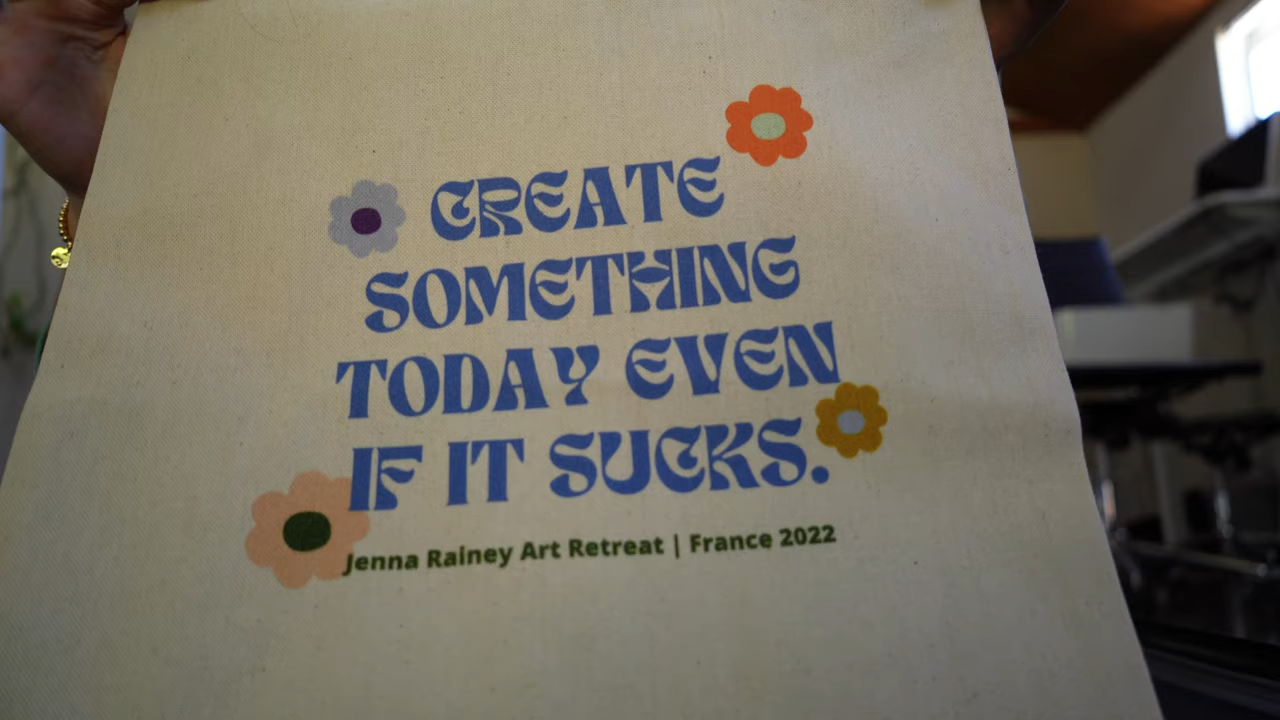 CREATE
SOMETHING
TODAY EVEN
IF IT SUCKS.
Jenna Rainey Art Retreat | France 2022